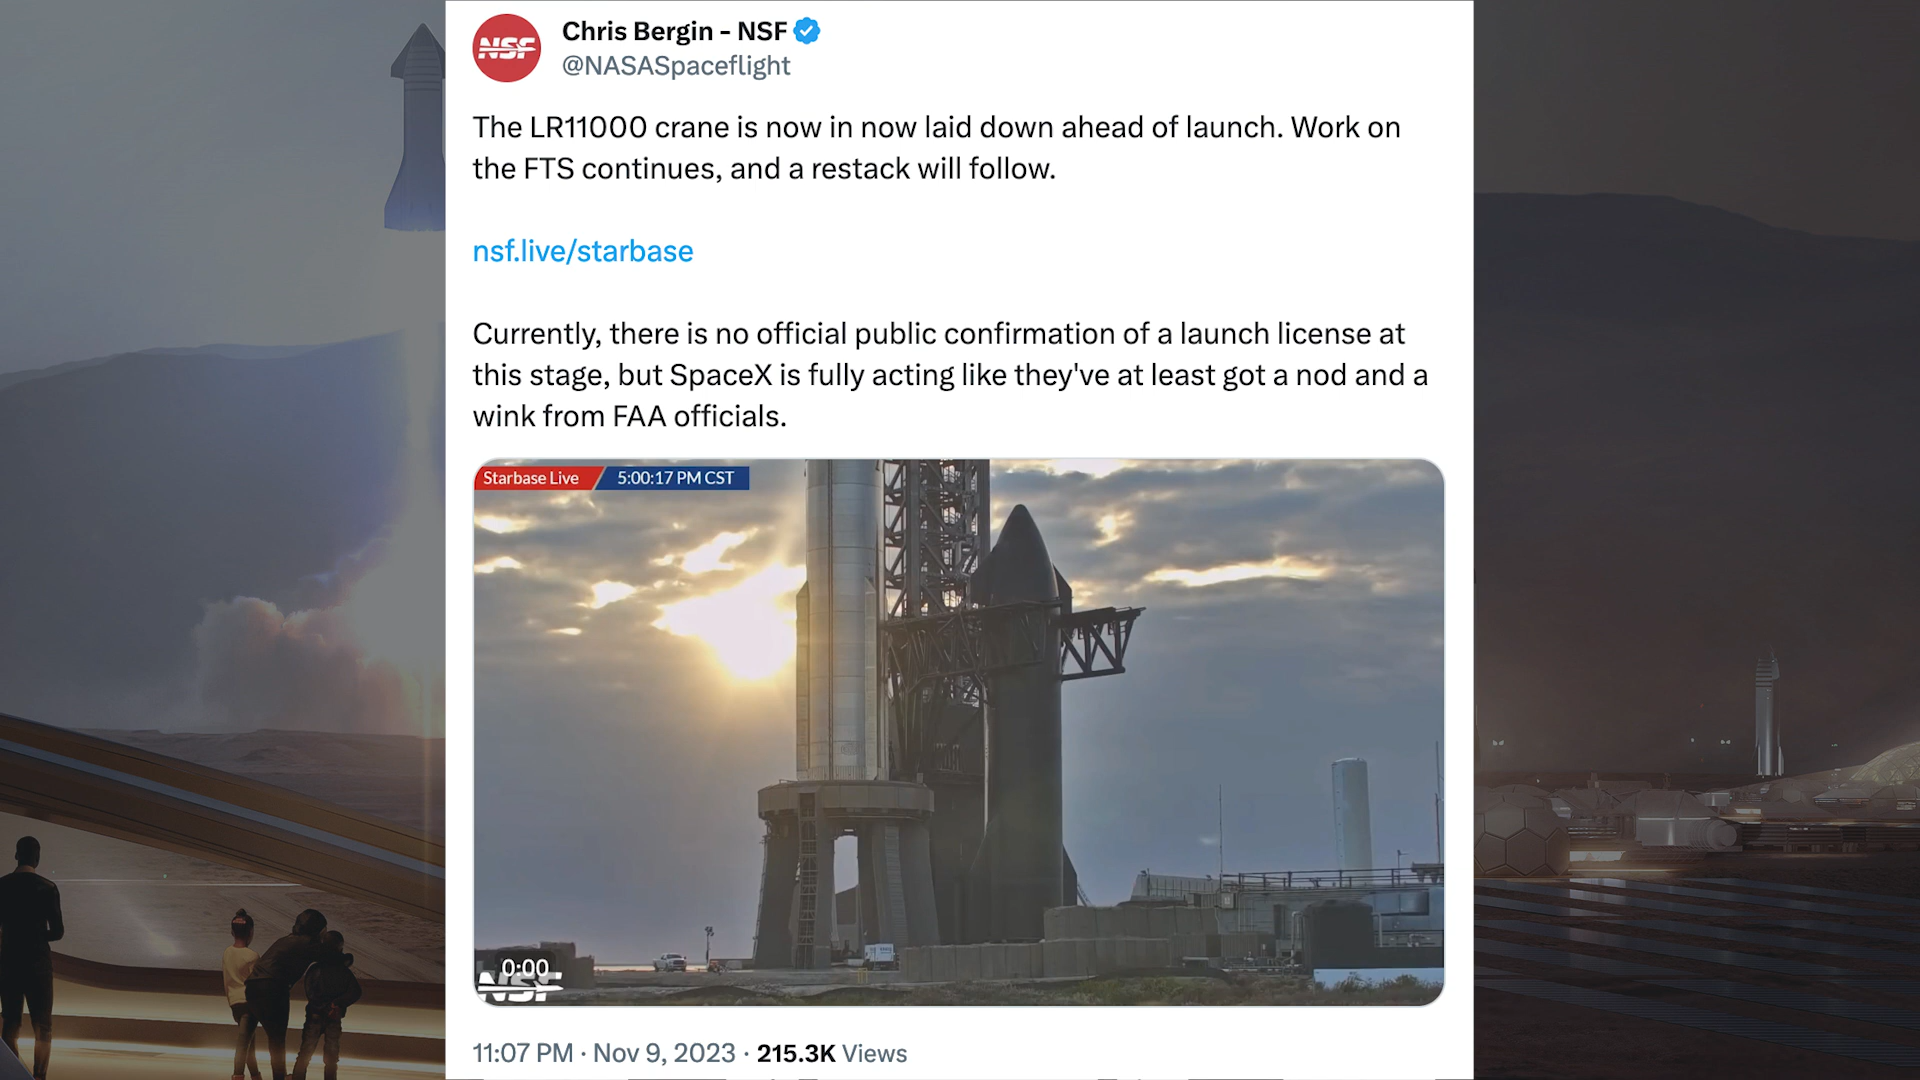 NSF
Chris Bergin - NSF
@NASASpaceflight
The LR11000 crane is now in now laid down ahead of launch. Work on
the FTS continues, and a restack will follow.
nsf.live/starbase
Currently, there is no official public confirmation of a launch license at
this stage, but SpaceX is fully acting like they've at least got a nod and a
wink from FAA officials.
Starbase Live 5:00:17 PM CST
0:00
NSF
11:07 PM · Nov 9, 2023 · 215.3K Views